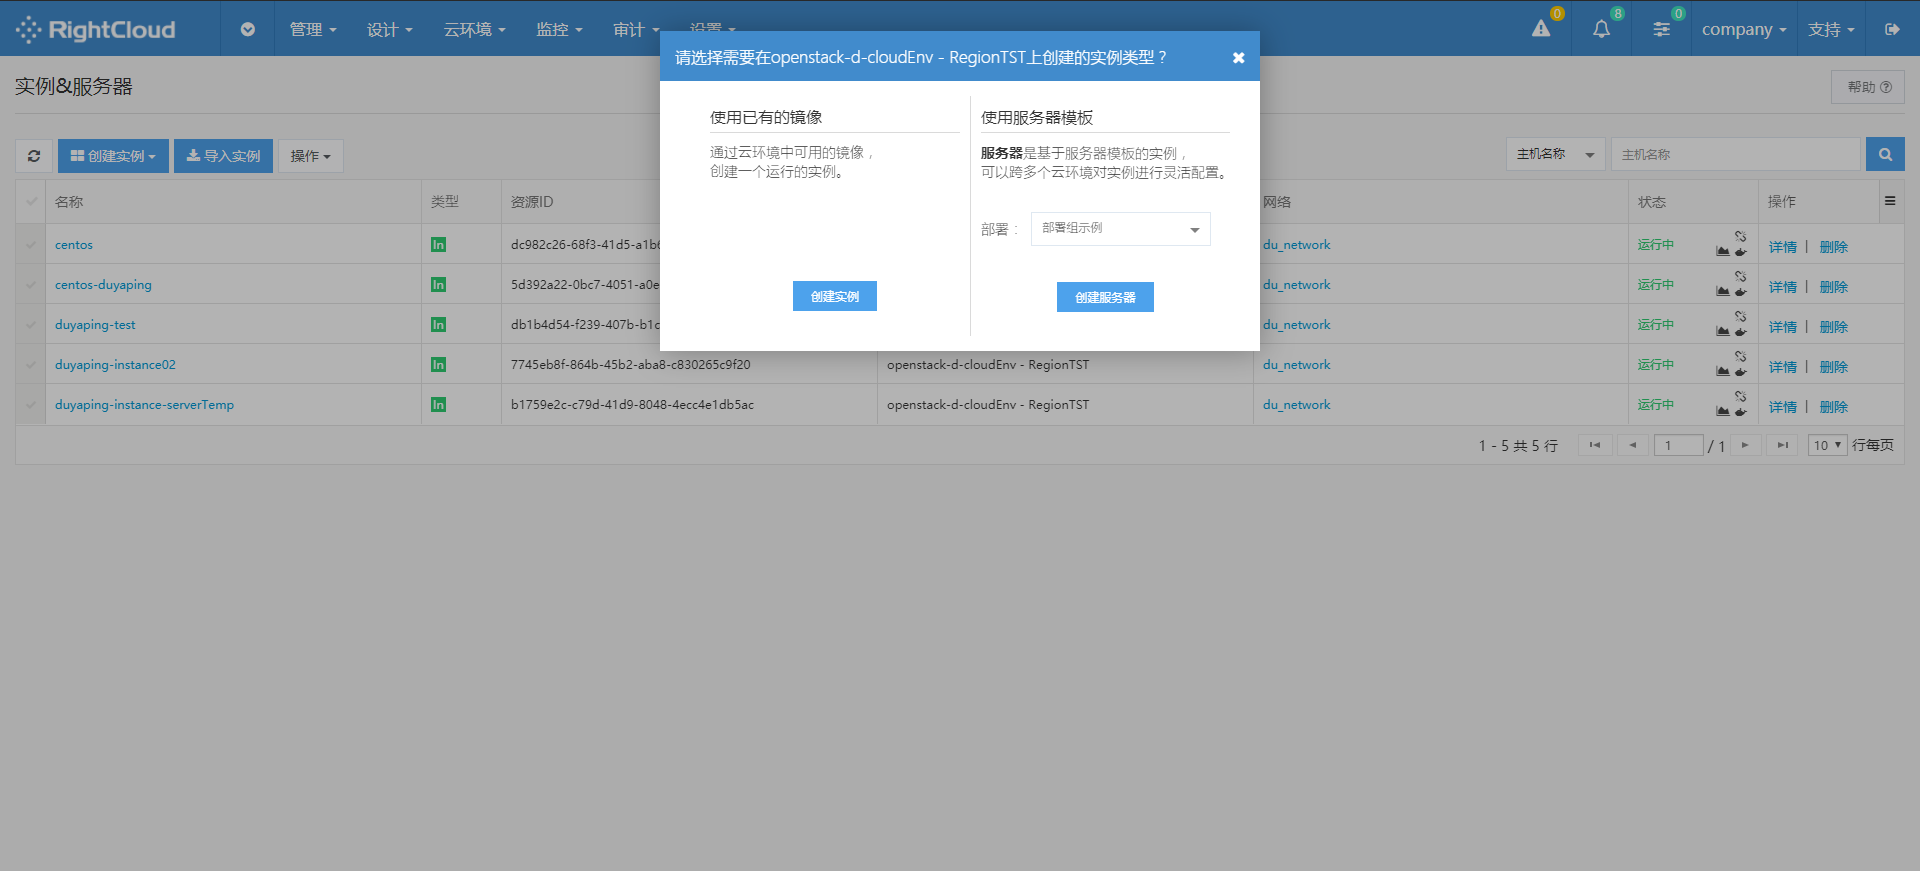 RightCloud 管理 设计 云环境 监控 审计 设置 0 8 0 company 支持
请选择需要在openstack-d-cloudEnv - RegionTST上创建的实例类型？
实例&服务器 帮助
使用已有的镜像
通过云环境中可用的镜像，
创建一个运行的实例。
创建实例
使用服务器模板
服务器是基于服务器模板的实例，
可以跨多个云环境对实例进行灵活配置。
部署： 部署组示例
创建服务器
创建实例 导入实例 操作 主机名称 主机名称
名称 类型 资源ID 网络 状态 操作
centos In dc982c26-68f3-41d5-a1b du_network 运行中 详情 | 删除
centos-duyaping In 5d392a22-0bc7-4051-a0e du_network 运行中 详情 | 删除
duyaping-test In db1b4d54-f239-407b-b1c du_network 运行中 详情 | 删除
duyaping-instance02 In 7745eb8f-864b-45b2-aba8-c830265c9f20 openstack-d-cloudEnv - RegionTST du_network 运行中 详情 | 删除
duyaping-instance-serverTemp In b1759e2c-c79d-41d9-8048-4ecc4e1db5ac openstack-d-cloudEnv - RegionTST du_network 运行中 详情 | 删除
1 - 5 共 5 行 1 / 1 10 行每页